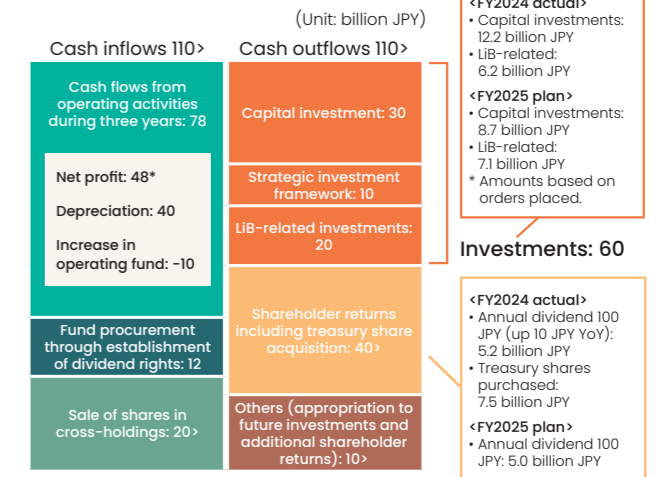 (Unit: billion JPY)
Cash inflows 110>
Cash flows from
operating activities
during three years: 78
Net profit: 48*
Depreciation: 40
Increase in
operating fund: -10
Fund procurement
through establishment
of dividend rights: 12
Sale of shares in
cross-holdings: 20>
Cash outflows 110>
Capital investment: 30
Strategic investment
framework: 10
LiB-related investments:
20
Shareholder returns
including treasury share
acquisition: 40>
Others (appropriation to
future investments and
additional shareholder
returns): 10>
<FY2024 actual>
• Capital investments:
12.2 billion JPY
• LiB-related:
6.2 billion JPY
<FY2025 plan>
• Capital investments:
8.7 billion JPY
• LiB-related:
7.1 billion JPY
* Amounts based on
orders placed.
Investments: 60
<FY2024 actual>
• Annual dividend 100
JPY (up 10 JPY YoY):
5.2 billion JPY
• Treasury shares
purchased:
7.5 billion JPY
<FY2025 plan>
• Annual dividend 100
JPY: 5.0 billion JPY